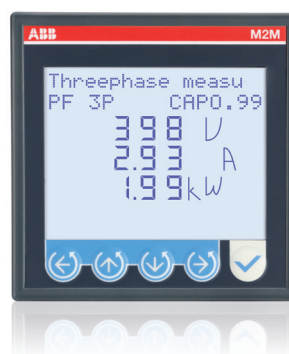 ABB M2M
Threephase measu
PF 3P CAP0.99
398 V
2.93 A
1.99 kW